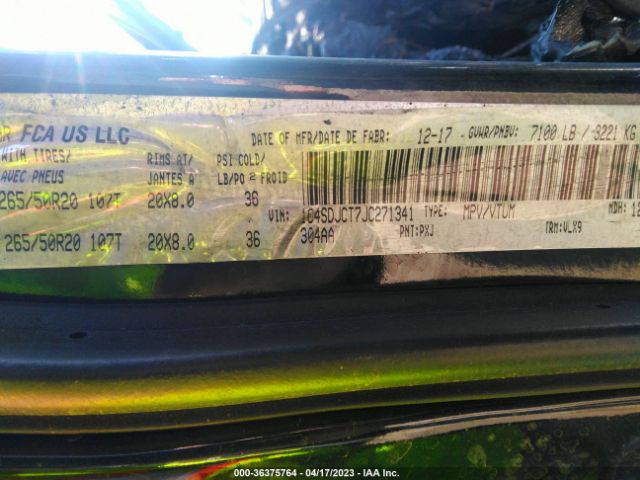 FCA US LLC DATE OF MFR/DATE DE FABR: 12-17 GVWR/PNBV: 7100 LB / 3221 KG
WITH TIRES/ RIMS AT/ PSI COLD/
AVEC PNEUS JANTES A LB/PO = FROID
265/50R20 107T 20X8.0 36
VIN: 1C4SDJCT7JC271341 TYPE: MPV/VTUM MDH: 12
265/50R20 107T 20X8.0 36 304AA PNT:PXJ TRM:VLX9
000-36375764 - 04/17/2023 - IAA Inc.